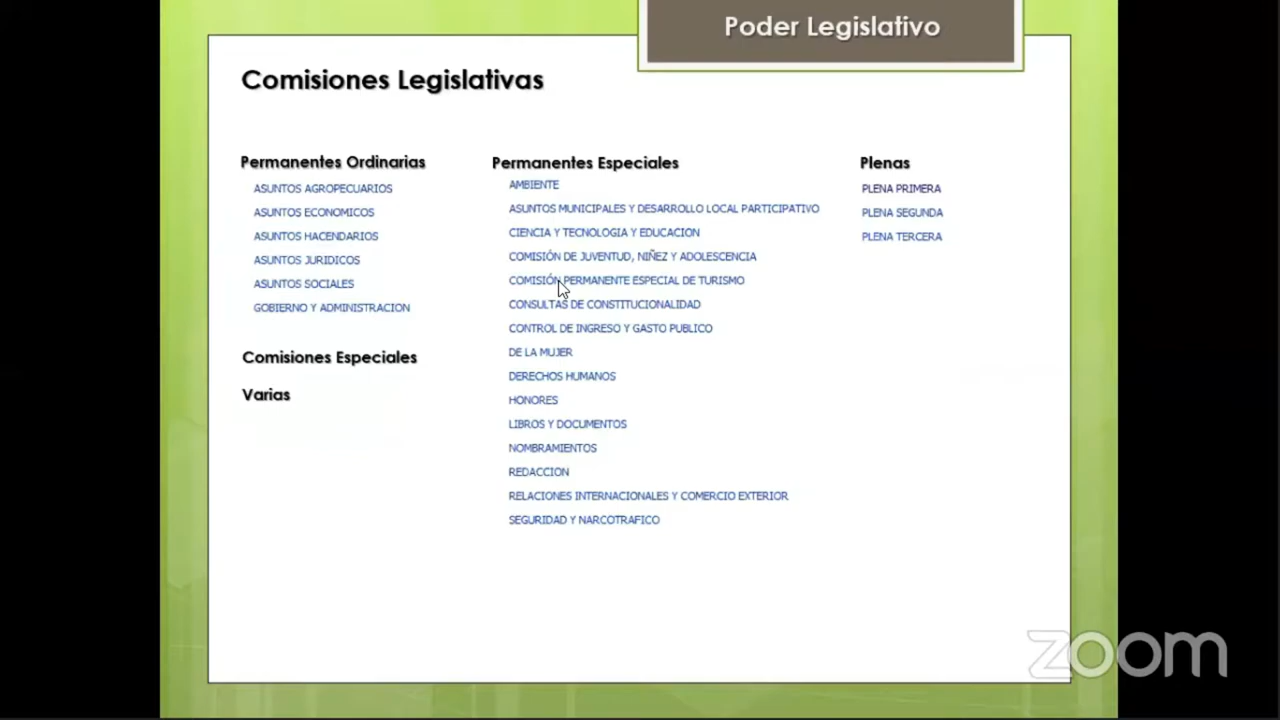 Poder Legislativo
Comisiones Legislativas
Permanentes Ordinarias
ASUNTOS AGROPECUARIOS
ASUNTOS ECONOMICOS
ASUNTOS HACENDARIOS
ASUNTOS JURIDICOS
ASUNTOS SOCIALES
GOBIERNO Y ADMINISTRACION
Comisiones Especiales
Varias
Permanentes Especiales
AMBIENTE
ASUNTOS MUNICIPALES Y DESARROLLO LOCAL PARTICIPATIVO
CIENCIA Y TECNOLOGIA Y EDUCACION
COMISIÓN DE JUVENTUD, NIÑEZ Y ADOLESCENCIA
COMISIÓN PERMANENTE ESPECIAL DE TURISMO
CONSULTAS DE CONSTITUCIONALIDAD
CONTROL DE INGRESO Y GASTO PUBLICO
DE LA MUJER
DERECHOS HUMANOS
HONORES
LIBROS Y DOCUMENTOS
NOMBRAMIENTOS
REDACCION
RELACIONES INTERNACIONALES Y COMERCIO EXTERIOR
SEGURIDAD Y NARCOTRAFICO
Plenas
PLENA PRIMERA
PLENA SEGUNDA
PLENA TERCERA
zoom